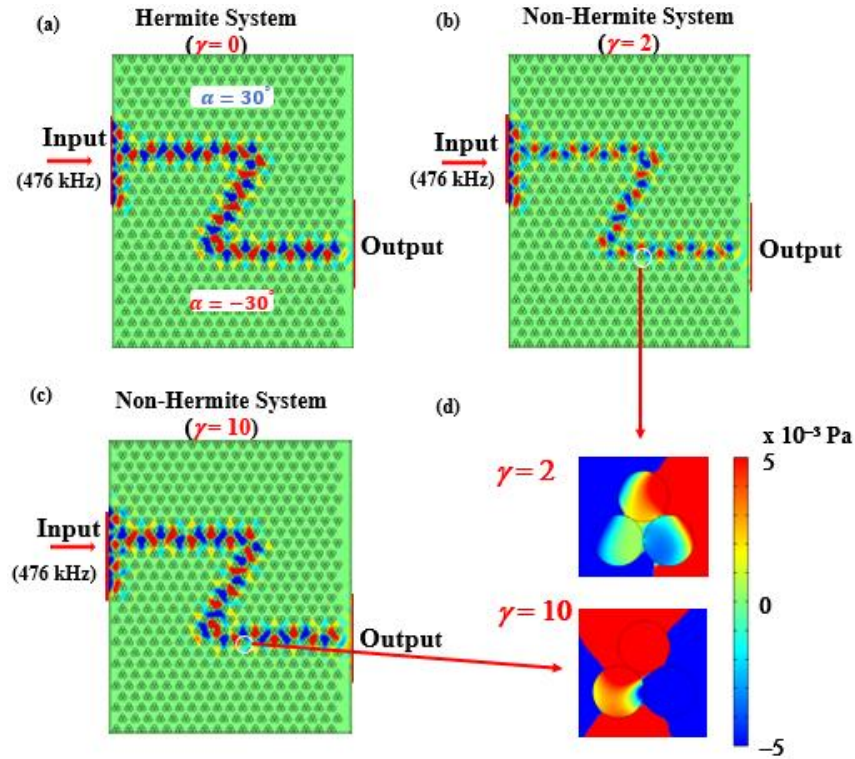 (a)
Hermite System
(γ = 0)
α = 30°
Input
(476 kHz)
Output
α = −30°
(b)
Non-Hermite System
(γ = 2)
Input
(476 kHz)
Output
(c)
Non-Hermite System
(γ = 10)
Input
(476 kHz)
Output
(d)
x 10⁻³ Pa
γ = 2
5
0
γ = 10
−5